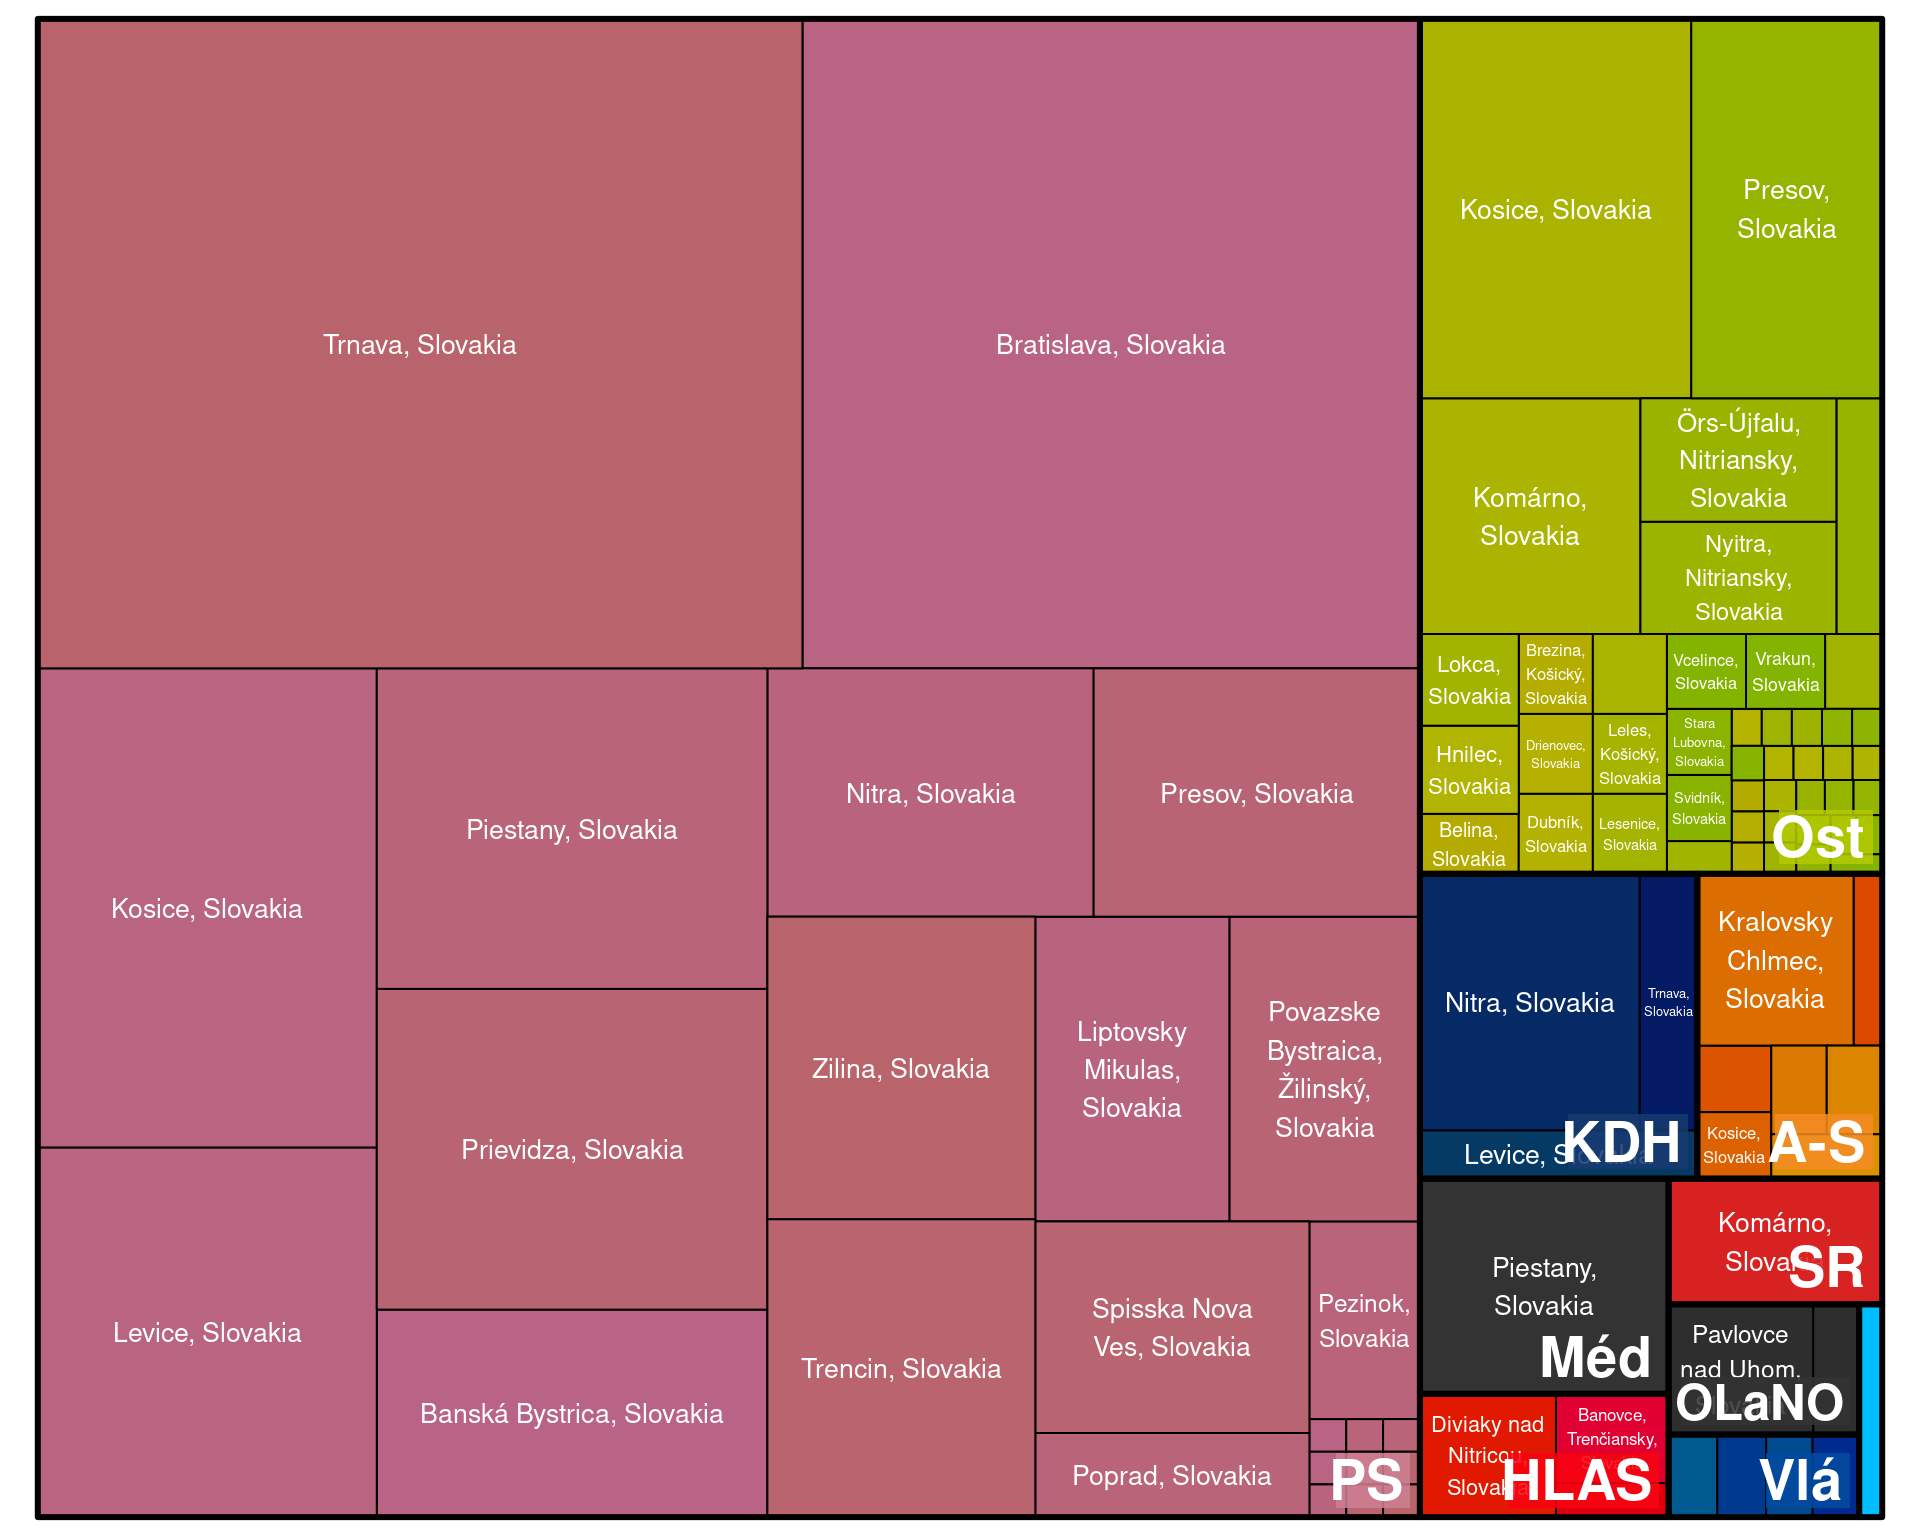 Trnava, Slovakia
Bratislava, Slovakia
Kosice, Slovakia
Levice, Slovakia
Piestany, Slovakia
Prievidza, Slovakia
Banská Bystrica, Slovakia
Nitra, Slovakia
Presov, Slovakia
Zilina, Slovakia
Trencin, Slovakia
Liptovsky
Mikulas,
Slovakia
Povazske
Bystraica,
Žilinský,
Slovakia
Spisska Nova
Ves, Slovakia
Poprad, Slovakia
Pezinok,
Slovakia
PS
Kosice, Slovakia
Presov,
Slovakia
Komárno,
Slovakia
Örs-Újfalu,
Nitriansky,
Slovakia
Nyitra,
Nitriansky,
Slovakia
Lokca,
Slovakia
Hnilec,
Slovakia
Belina,
Slovakia
Brezina,
Košický,
Slovakia
Drienovec,
Slovakia
Dubník,
Slovakia
Leles,
Košický,
Slovakia
Lesenice,
Slovakia
Vcelince,
Slovakia
Vrakun,
Slovakia
Stara
Lubovna,
Slovakia
Svidník,
Slovakia
Ost
Nitra, Slovakia
Trnava,
Slovakia
Levice, Slovakia
KDH
Kralovsky
Chlmec,
Slovakia
Kosice,
Slovakia
A-S
Piestany,
Slovakia
Méd
Komárno,
Slovakia
SR
Pavlovce
nad Uhom,
OLaNO
Diviaky nad
Nitricou,
Slovakia
Banovce,
Trenčiansky,
HLAS
Vlá